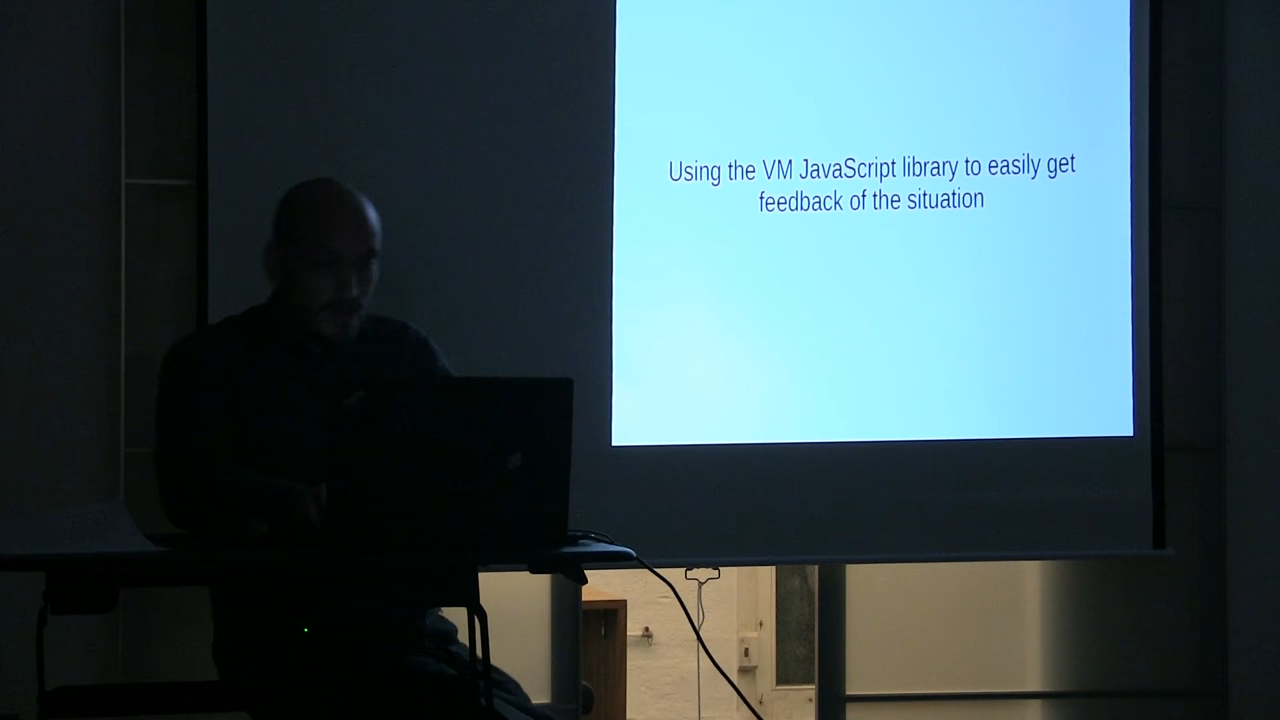 Using the VM JavaScript library to easily get
feedback of the situation